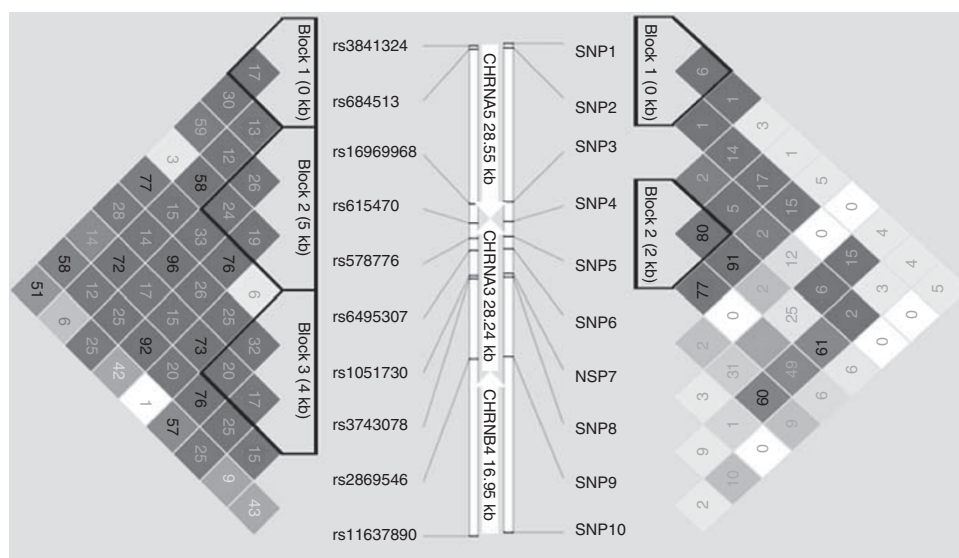 Block 1 (0 kb)
Block 2 (5 kb)
Block 3 (4 kb)
17 30 59 3 77 28 14 58 51
13 12 58 15 14 72 12 6
26 24 33 96 17 25 25
19 76 26 15 92 42
6 25 73 20 1
32 20 76 57
17 25 25
15 9
43
rs3841324
rs684513
rs16969968
rs615470
rs578776
rs6495307
rs1051730
rs3743078
rs2869546
rs11637890
CHRNA5 28.55 kb
CHRNA3 28.24 kb
CHRNB4 16.95 kb
SNP1
SNP2
SNP3
SNP4
SNP5
SNP6
NSP7
SNP8
SNP9
SNP10
Block 1 (0 kb)
Block 2 (2 kb)
6 1 3 1 5 0 4 4 5
1 14 17 15 0 15 3 0
2 5 2 12 6 2 0
80 91 2 25 61 6
77 0 49 6
2 31 60 9
3 1 0
9 10
2